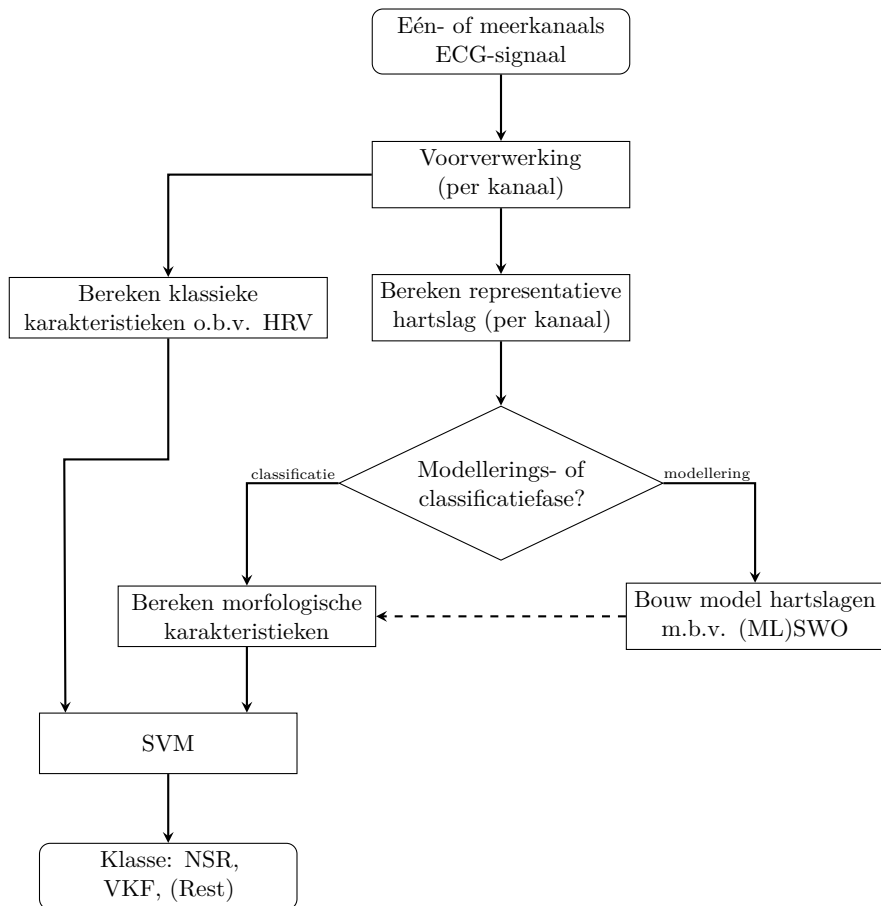 Eén- of meerkanaals
ECG-signaal
Voorverwerking
(per kanaal)
Bereken klassieke
karakteristieken o.b.v. HRV
Bereken representatieve
hartslag (per kanaal)
Modellerings- of
classificatiefase?
classificatie
modellering
Bereken morfologische
karakteristieken
Bouw model hartslagen
m.b.v. (ML)SWO
SVM
Klasse: NSR,
VKF, (Rest)